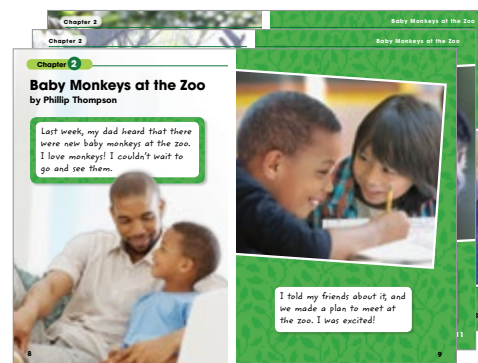 Chapter 2
Baby Monkeys at the Zoo
Chapter 2
Baby Monkeys at the Zoo
Chapter 2
Baby Monkeys at the Zoo
by Phillip Thompson
Last week, my dad heard that there
were new baby monkeys at the zoo.
I love monkeys! I couldn't wait to
go and see them.
I told my friends about it, and
we made a plan to meet at
the zoo. I was excited!
8
9
11